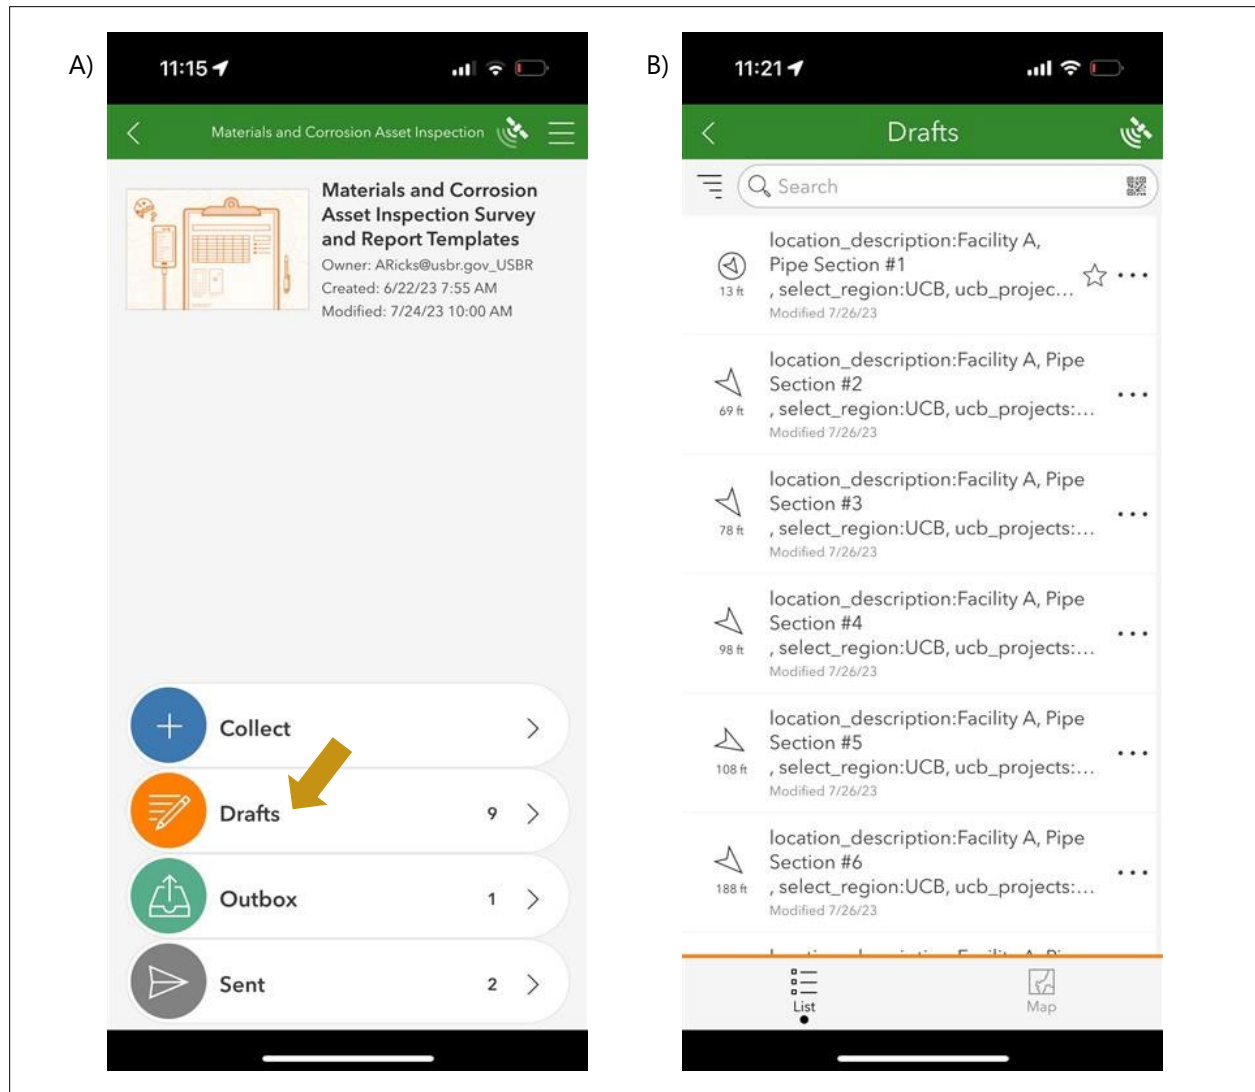 A)
11:15
Materials and Corrosion Asset Inspection
Materials and Corrosion
Asset Inspection Survey
and Report Templates
Owner: ARicks@usbr.gov_USBR
Created: 6/22/23 7:55 AM
Modified: 7/24/23 10:00 AM
Collect
Drafts 9
Outbox 1
Sent 2
B)
11:21
Drafts
Search
location_description:Facility A,
Pipe Section #1
13 ft , select_region:UCB, ucb_projec...
Modified 7/26/23
location_description:Facility A, Pipe
Section #2
69 ft , select_region:UCB, ucb_projects:...
Modified 7/26/23
location_description:Facility A, Pipe
Section #3
78 ft , select_region:UCB, ucb_projects:...
Modified 7/26/23
location_description:Facility A, Pipe
Section #4
98 ft , select_region:UCB, ucb_projects:...
Modified 7/26/23
location_description:Facility A, Pipe
Section #5
108 ft , select_region:UCB, ucb_projects:...
Modified 7/26/23
location_description:Facility A, Pipe
Section #6
188 ft , select_region:UCB, ucb_projects:...
Modified 7/26/23
List
Map